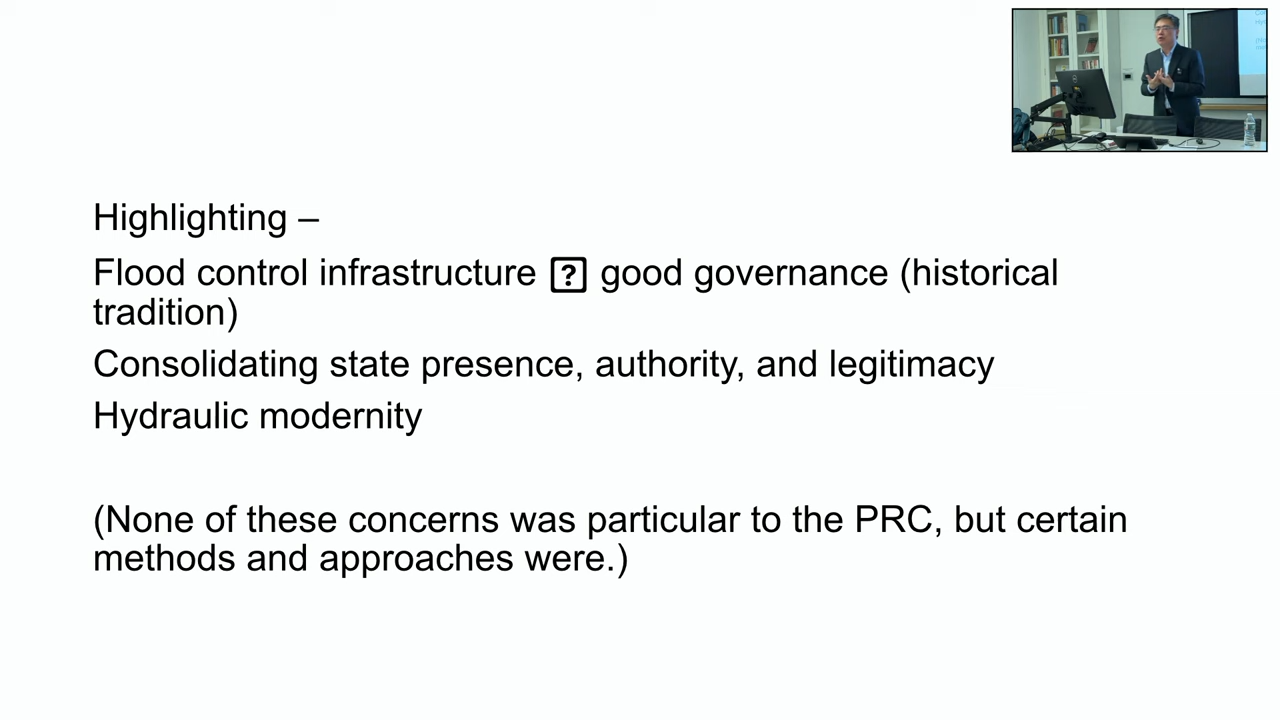 Highlighting –
Flood control infrastructure ⍰ good governance (historical
tradition)
Consolidating state presence, authority, and legitimacy
Hydraulic modernity
(None of these concerns was particular to the PRC, but certain
methods and approaches were.)